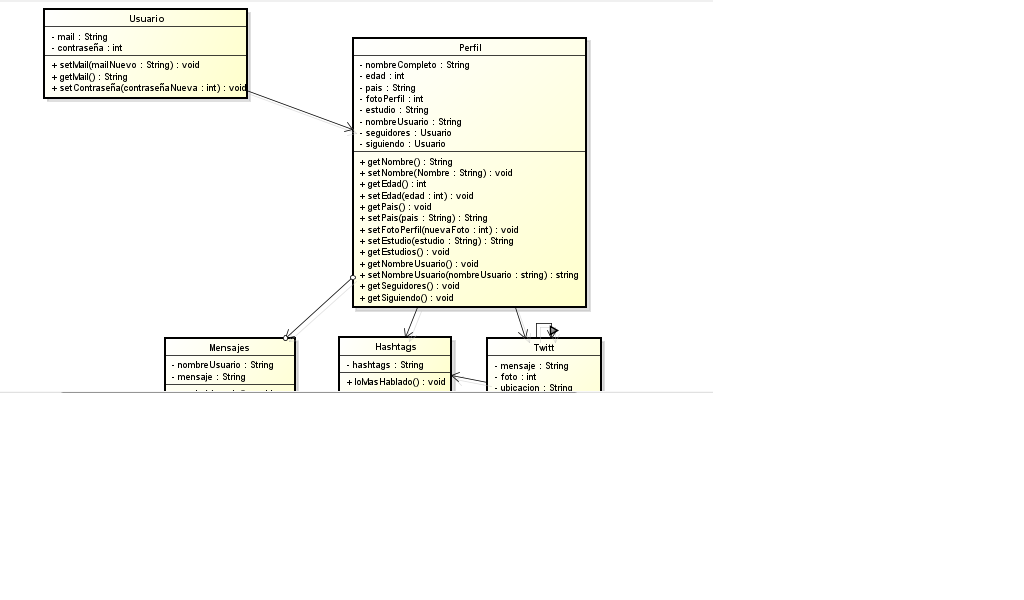 Usuario
- mail : String
- contraseña : int
+ setMail(mailNuevo : String) : void
+ getMail() : String
+ setContraseña(contraseñaNueva : int) : void
Perfil
- nombreCompleto : String
- edad : int
- pais : String
- fotoPerfil : int
- estudio : String
- nombreUsuario : String
- seguidores : Usuario
- siguiendo : Usuario
+ getNombre() : String
+ setNombre(Nombre : String) : void
+ getEdad() : int
+ setEdad(edad : int) : void
+ getPais() : void
+ setPais(pais : String) : String
+ setFotoPerfil(nuevaFoto : int) : void
+ setEstudio(estudio : String) : String
+ getEstudios() : void
+ getNombreUsuario() : void
+ setNombreUsuario(nombreUsuario : string) : string
+ getSeguidores() : void
+ getSiguiendo() : void
Mensajes
- nombreUsuario : String
- mensaje : String
Hashtags
- hashtags : String
+ loMasHablado() : void
Twitt
- mensaje : String
- foto : int
- ubicacion : String